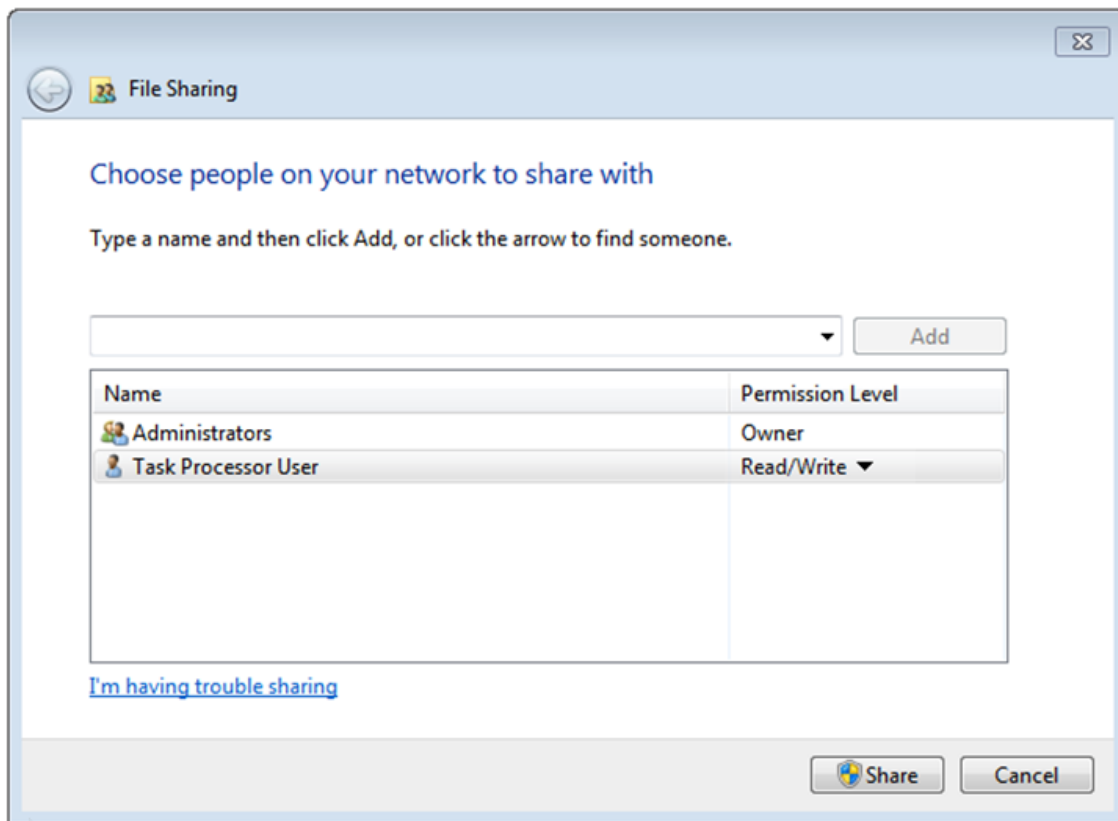 File Sharing
Choose people on your network to share with
Type a name and then click Add, or click the arrow to find someone.
Add
Name Permission Level
Administrators Owner
Task Processor User Read/Write
I'm having trouble sharing
Share Cancel